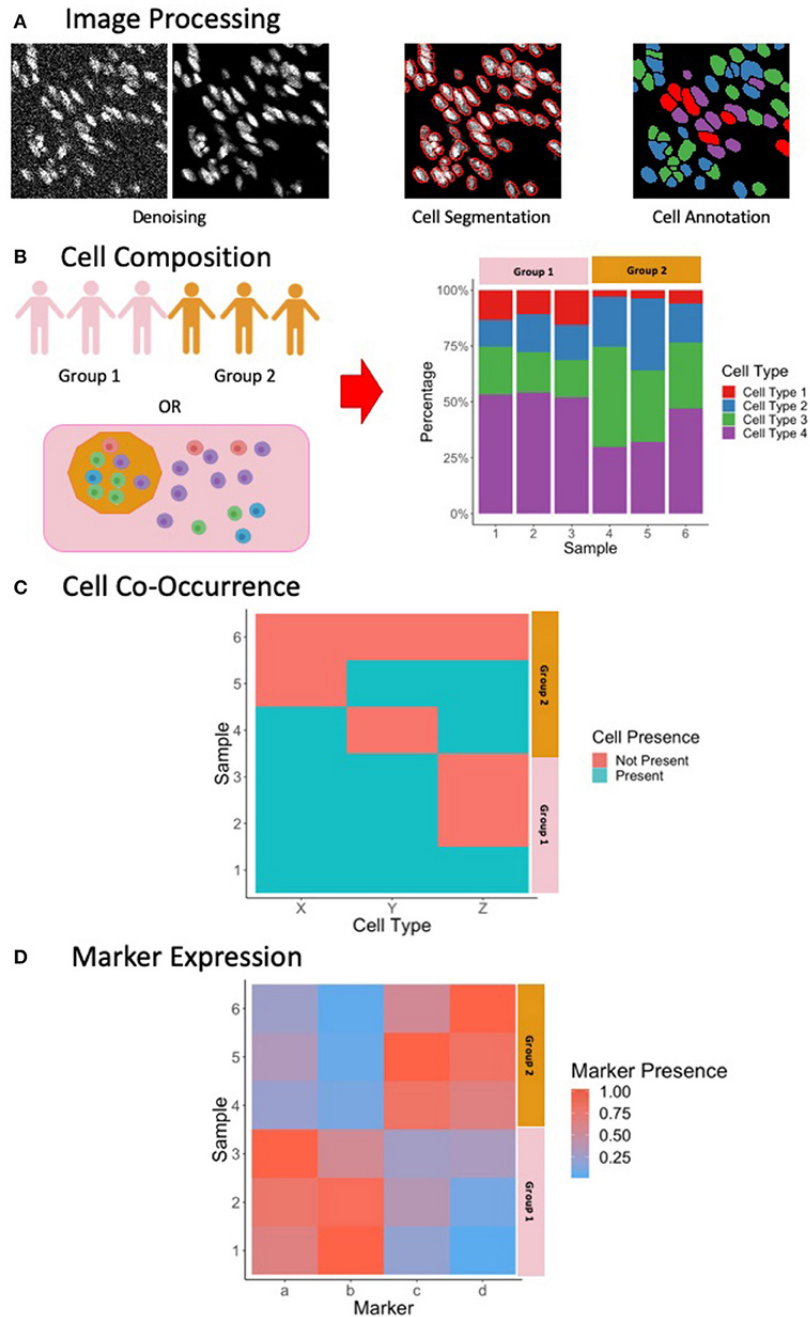 A Image Processing
Denoising
Cell Segmentation
Cell Annotation
B Cell Composition
Group 1
Group 2
OR
Group 1
Group 2
100%
75%
50%
25%
0%
Percentage
1 2 3 4 5 6
Sample
Cell Type
Cell Type 1
Cell Type 2
Cell Type 3
Cell Type 4
C Cell Co-Occurrence
6
5
4
3
2
1
Sample
X Y Z
Cell Type
Group 2
Group 1
Cell Presence
Not Present
Present
D Marker Expression
6
5
4
3
2
1
Sample
a b c d
Marker
Group 2
Group 1
Marker Presence
1.00
0.75
0.50
0.25